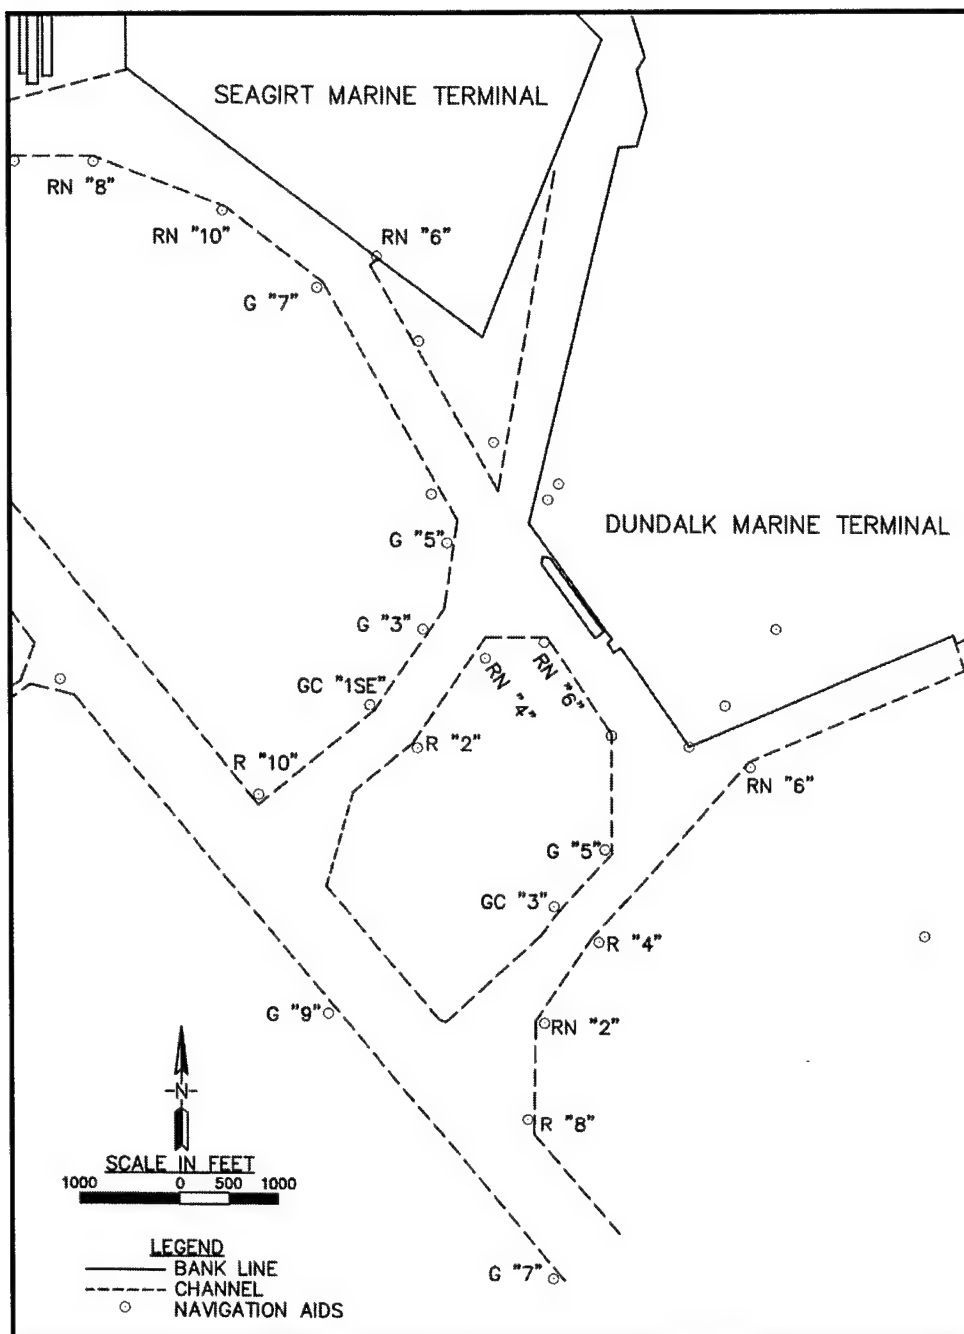 SEAGIRT MARINE TERMINAL
RN "8"
RN "10"
RN "6"
G "7"
DUNDALK MARINE TERMINAL
G "5"
G "3"
RN "4"
RN "6"
GC "1SE"
R "2"
R "10"
RN "6"
G "5"
GC "3"
R "4"
G "9"
RN "2"
N
R "8"
SCALE IN FEET
1000 0 500 1000
LEGEND
BANK LINE
CHANNEL
NAVIGATION AIDS
G "7"